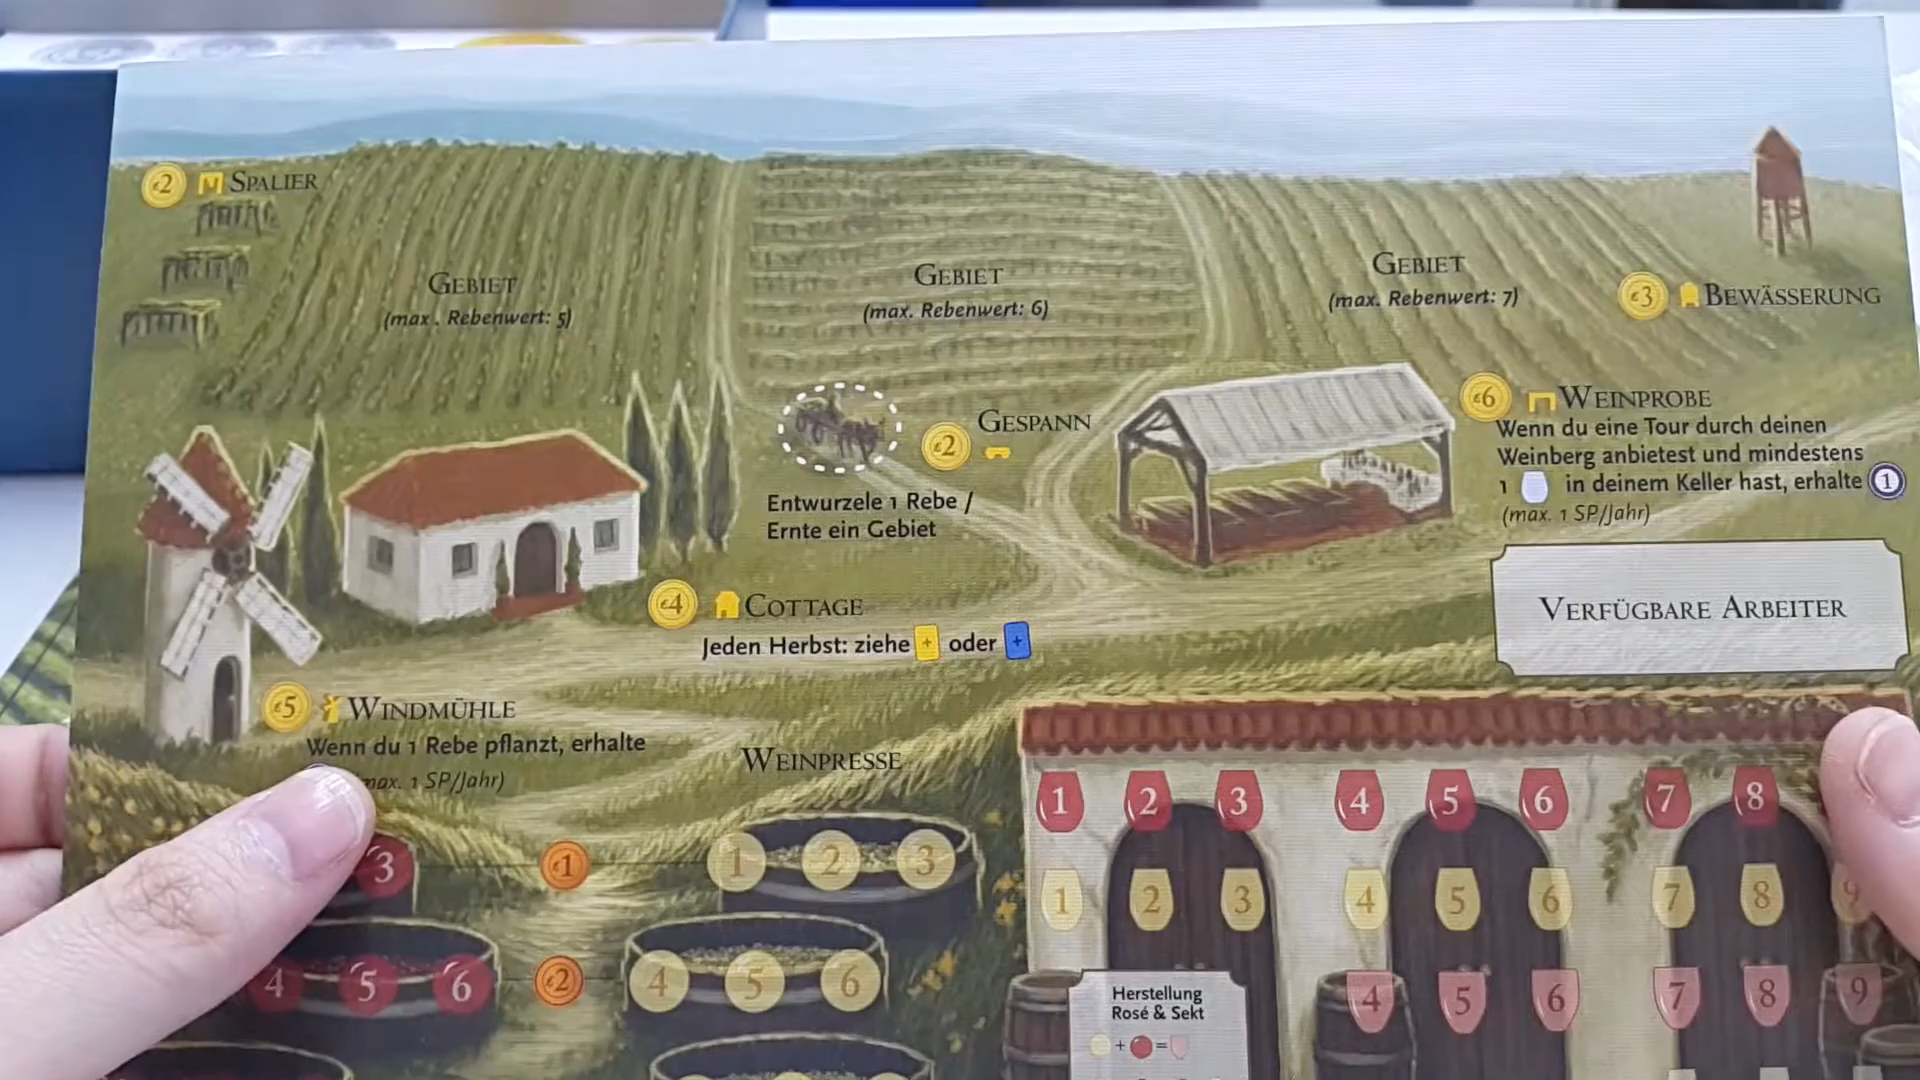 €2 SPALIER
GEBIET
(max. Rebenwert: 5)
GEBIET
(max. Rebenwert: 6)
GEBIET
(max. Rebenwert: 7)
€3 BEWÄSSERUNG
€2 GESPANN
Entwurzele 1 Rebe /
Ernte ein Gebiet
€6 WEINPROBE
Wenn du eine Tour durch deinen
Weinberg anbietest und mindestens
1 in deinem Keller hast, erhalte 1
(max. 1 SP/Jahr)
€4 COTTAGE
Jeden Herbst: ziehe + oder +
VERFÜGBARE ARBEITER
€5 WINDMÜHLE
Wenn du 1 Rebe pflanzt, erhalte
max. 1 SP/Jahr)
WEINPRESSE
3 €1 1 2 3
4 5 6 €2 4 5 6
1 2 3 4 5 6 7 8
1 2 3 4 5 6 7 8 9
4 5 6 7 8 9
Herstellung
Rosé & Sekt
+ =